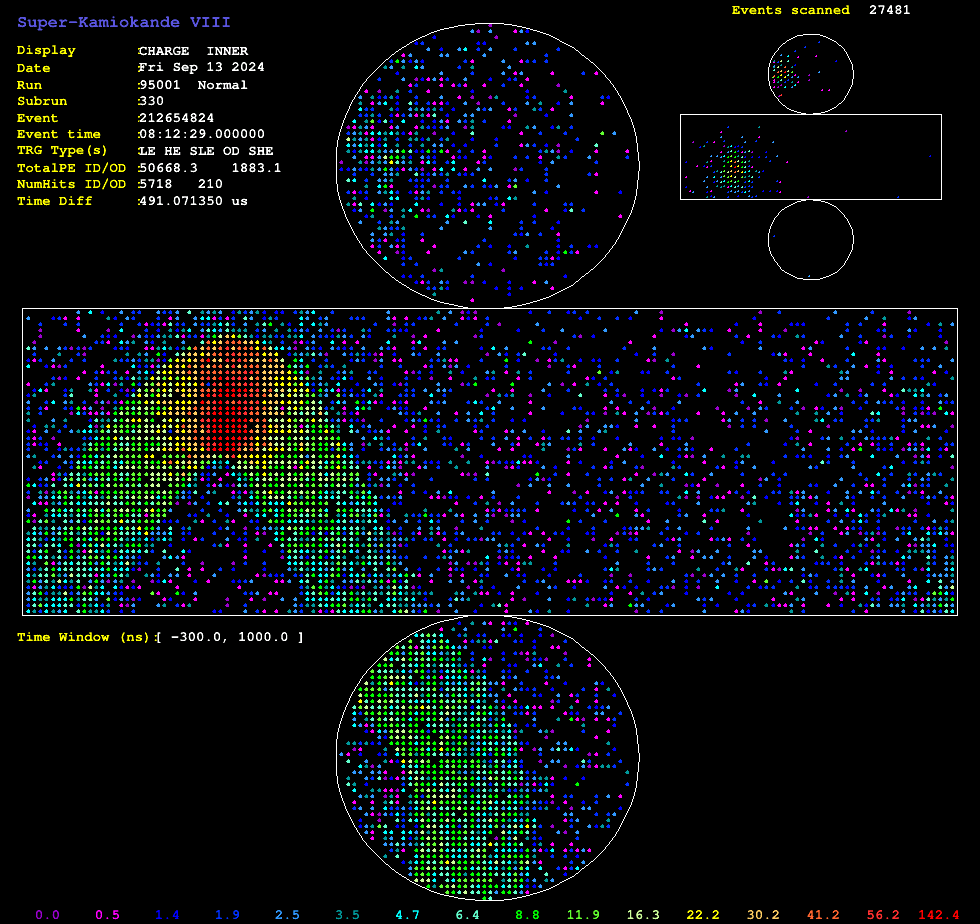 Super-Kamiokande VIII
Events scanned 27481
Display :CHARGE INNER
Date :Fri Sep 13 2024
Run :95001 Normal
Subrun :330
Event :212654824
Event time :08:12:29.000000
TRG Type(s) :LE HE SLE OD SHE
TotalPE ID/OD :50668.3 1883.1
NumHits ID/OD :5718 210
Time Diff :491.071350 us
Time Window (ns):[ -300.0, 1000.0 ]
0.0 0.5 1.4 1.9 2.5 3.5 4.7 6.4 8.8 11.9 16.3 22.2 30.2 41.2 56.2 142.4